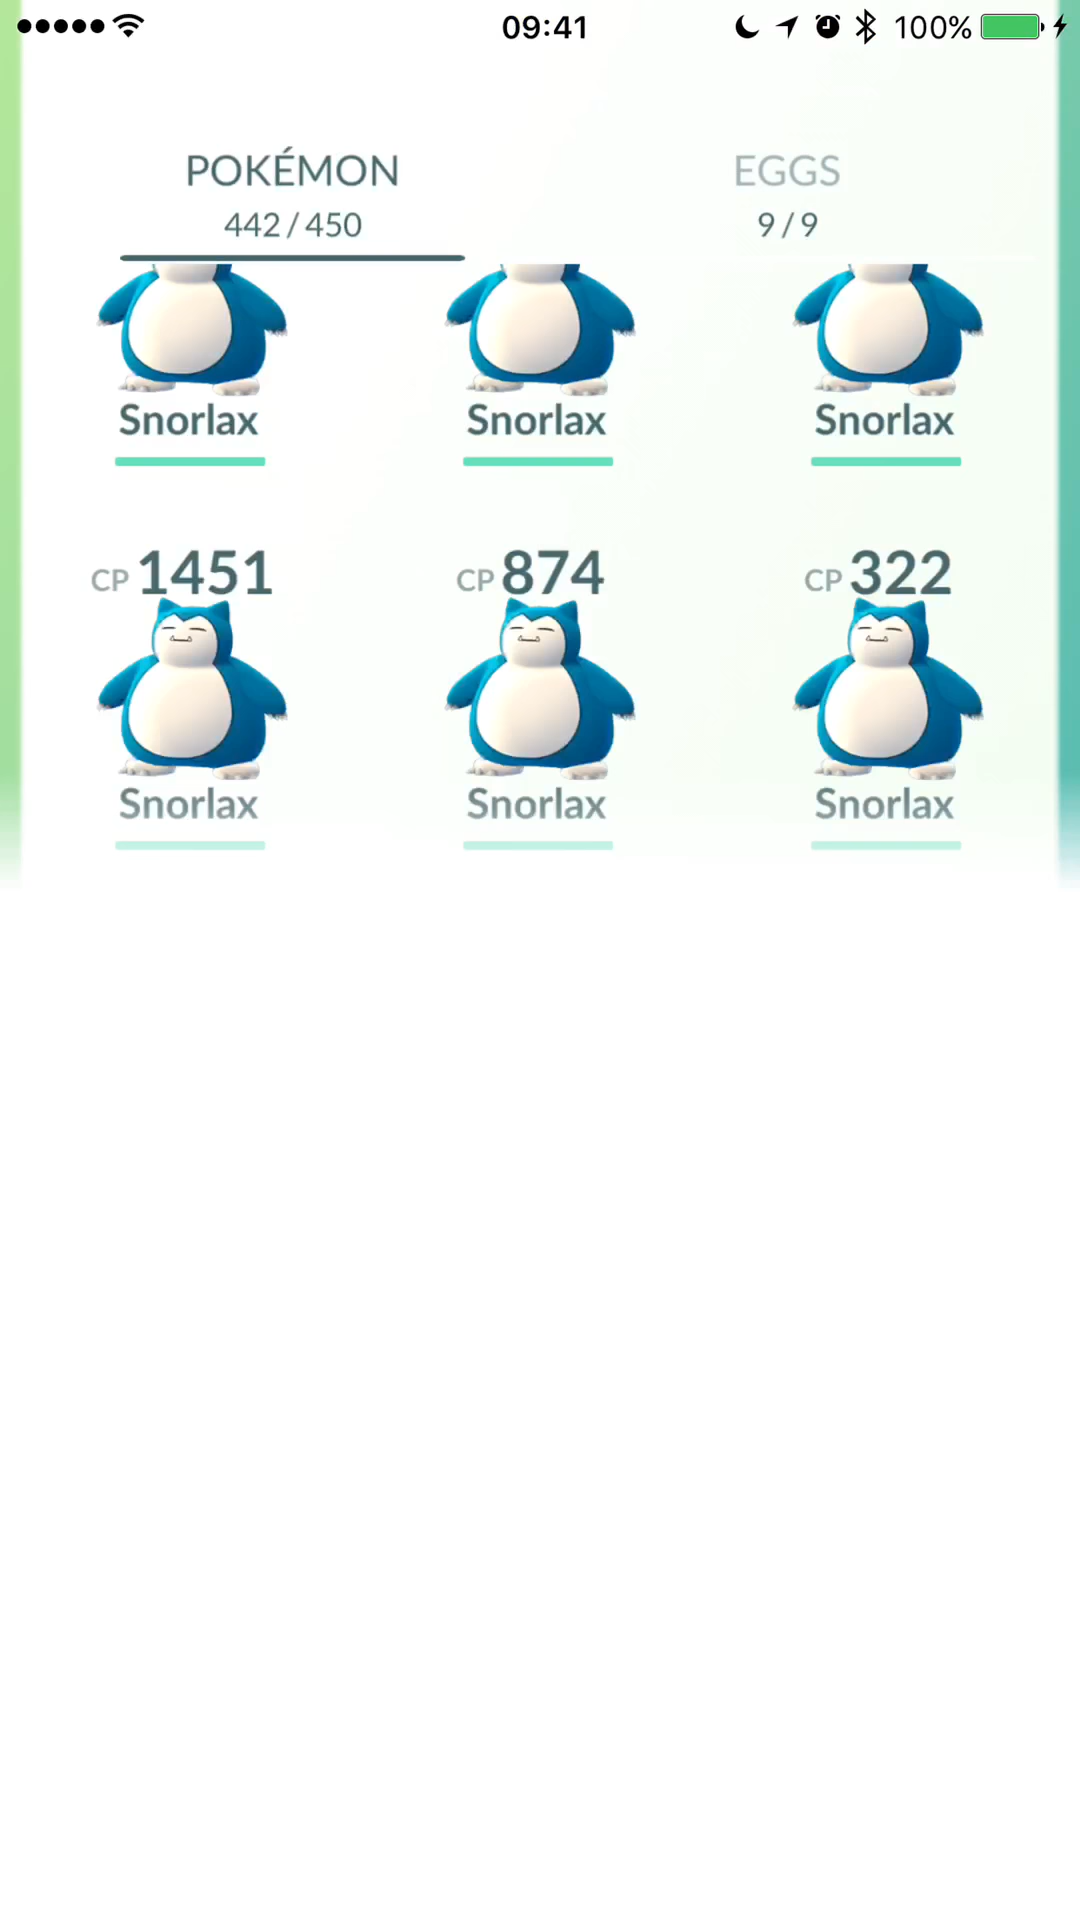 09:41 100%
POKÉMON EGGS
442 / 450 9 / 9
Snorlax Snorlax Snorlax
CP 1451 CP 874 CP 322
Snorlax Snorlax Snorlax